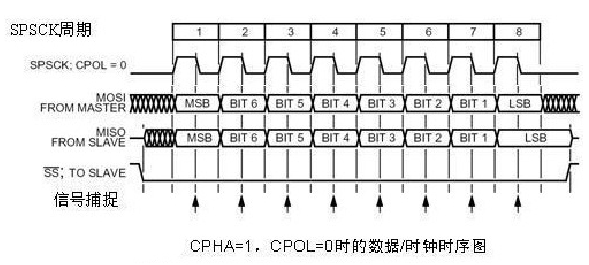 SPSCK周期 1 2 3 4 5 6 7 8
SPSCK; CPOL = 0
MOSI
FROM MASTER
MSB BIT 6 BIT 5 BIT 4 BIT 3 BIT 2 BIT 1 LSB
MISO
FROM SLAVE
MSB BIT 6 BIT 5 BIT 4 BIT 3 BIT 2 BIT 1 LSB
SS; TO SLAVE
信号捕捉
CPHA=1，CPOL=0时的数据/时钟时序图